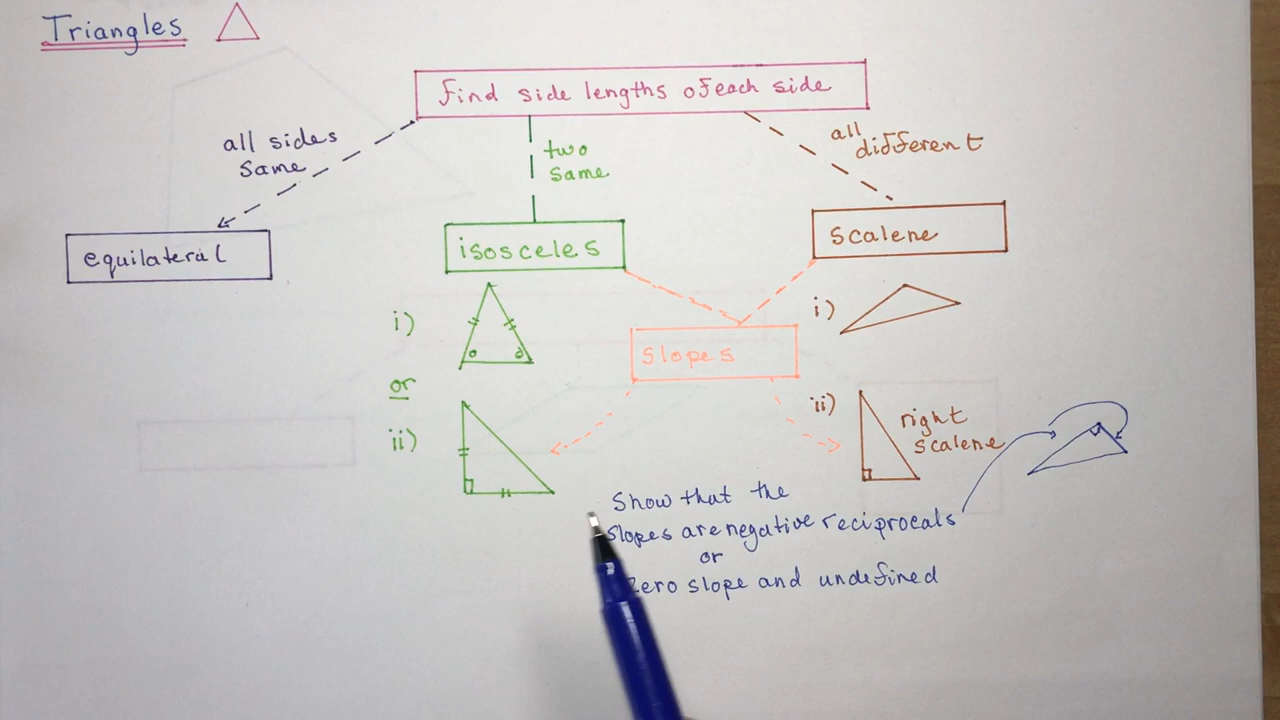 Triangles
find side lengths of each side
all sides
same
two
same
all
different
equilateral
isosceles
scalene
i)
or
ii)
slopes
i)
ii)
right
scalene
Show that the
slopes are negative reciprocals
or
zero slope and undefined